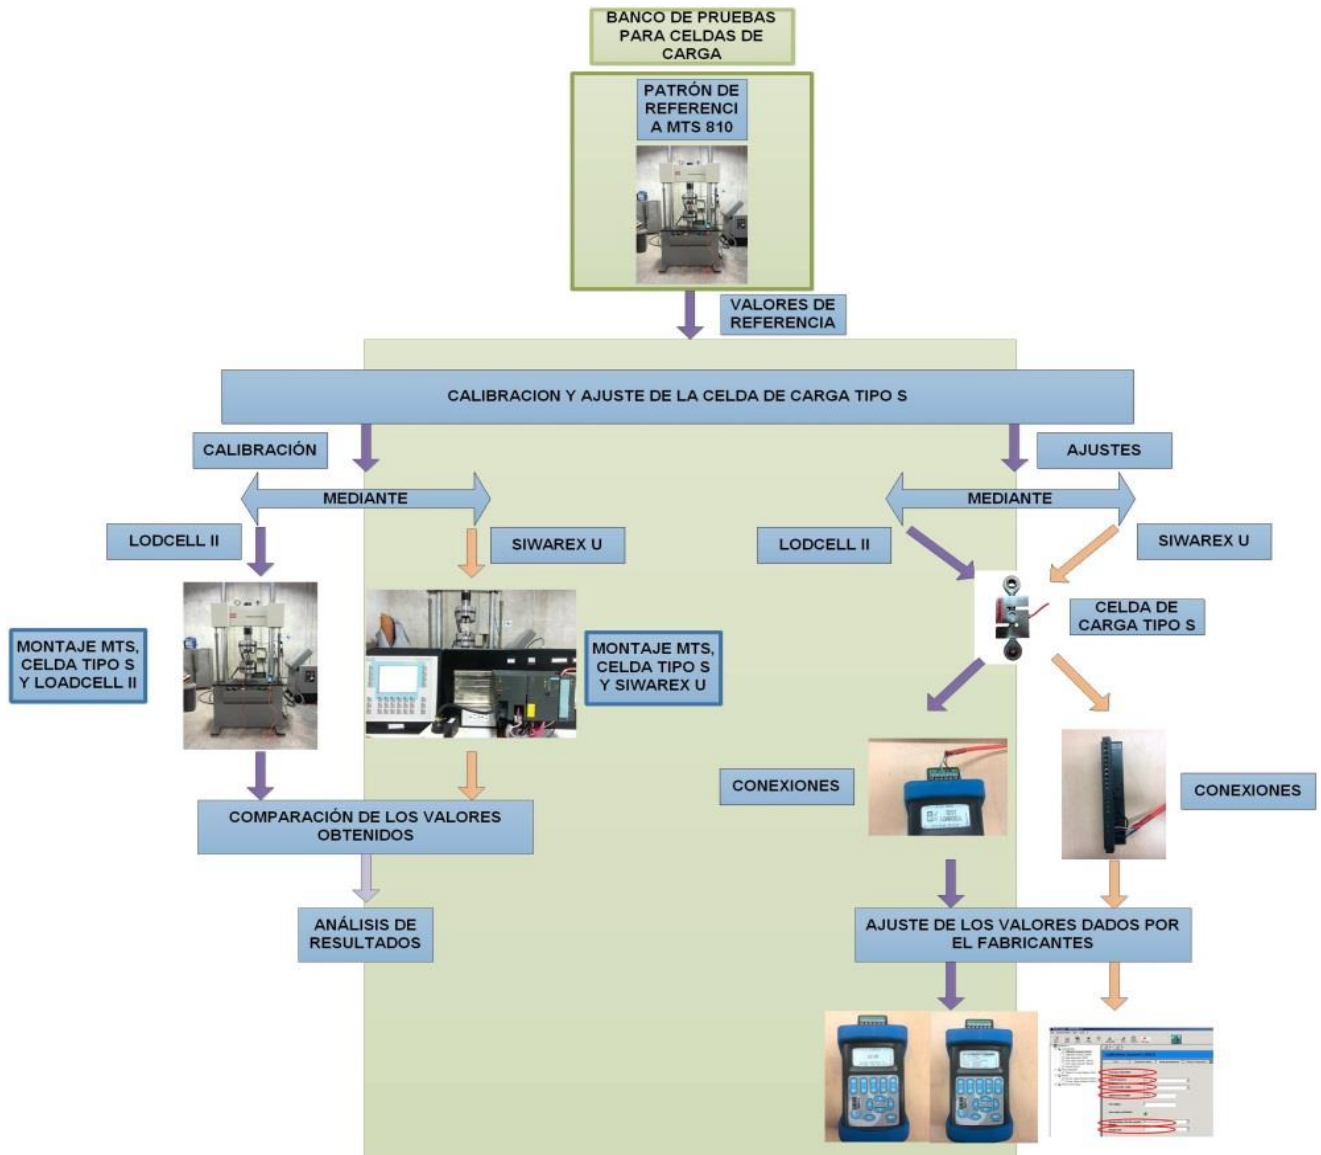 BANCO DE PRUEBAS
PARA CELDAS DE
CARGA
PATRÓN DE
REFERENCI
A MTS 810
VALORES DE
REFERENCIA
CALIBRACION Y AJUSTE DE LA CELDA DE CARGA TIPO S
CALIBRACIÓN
AJUSTES
MEDIANTE
MEDIANTE
LODCELL II
SIWAREX U
LODCELL II
SIWAREX U
MONTAJE MTS,
CELDA TIPO S
Y LOADCELL II
MONTAJE MTS,
CELDA TIPO S
Y SIWAREX U
CELDA DE
CARGA TIPO S
CONEXIONES
CONEXIONES
COMPARACIÓN DE LOS VALORES
OBTENIDOS
ANÁLISIS DE
RESULTADOS
AJUSTE DE LOS VALORES DADOS POR
EL FABRICANTES